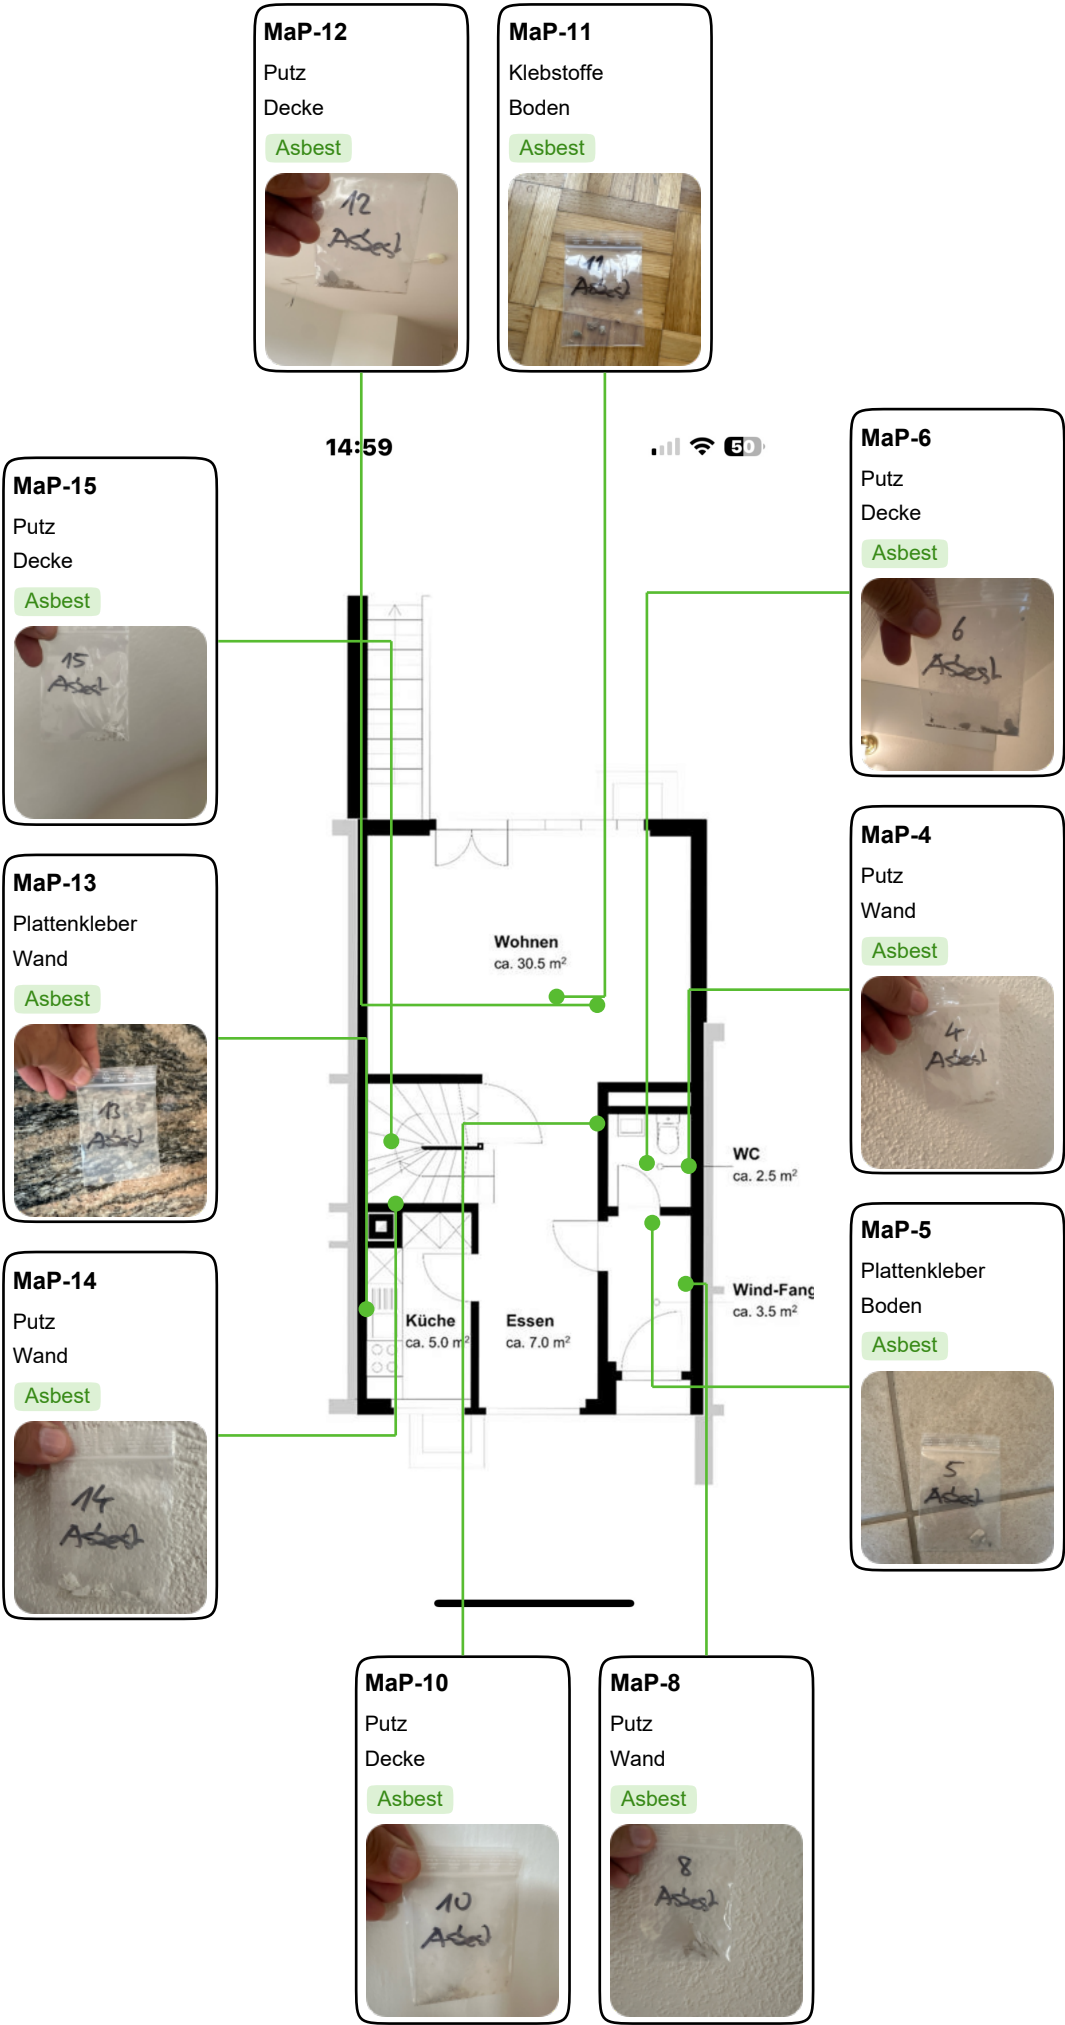 MaP-12
Putz
Decke
Asbest
12
Asbest
MaP-11
Klebstoffe
Boden
Asbest
11
Asbest
14:59
50
MaP-6
Putz
Decke
Asbest
6
Asbest
MaP-15
Putz
Decke
Asbest
15
Asbest
MaP-4
Putz
Wand
Asbest
4
Asbest
MaP-13
Plattenkleber
Wand
Asbest
13
Asbest
Wohnen
ca. 30.5 m²
WC
ca. 2.5 m²
Wind-Fang
ca. 3.5 m²
Küche
ca. 5.0 m²
Essen
ca. 7.0 m²
MaP-5
Plattenkleber
Boden
Asbest
5
Asbest
MaP-14
Putz
Wand
Asbest
14
Asbest
MaP-10
Putz
Decke
Asbest
10
Asbest
MaP-8
Putz
Wand
Asbest
8
Asbest